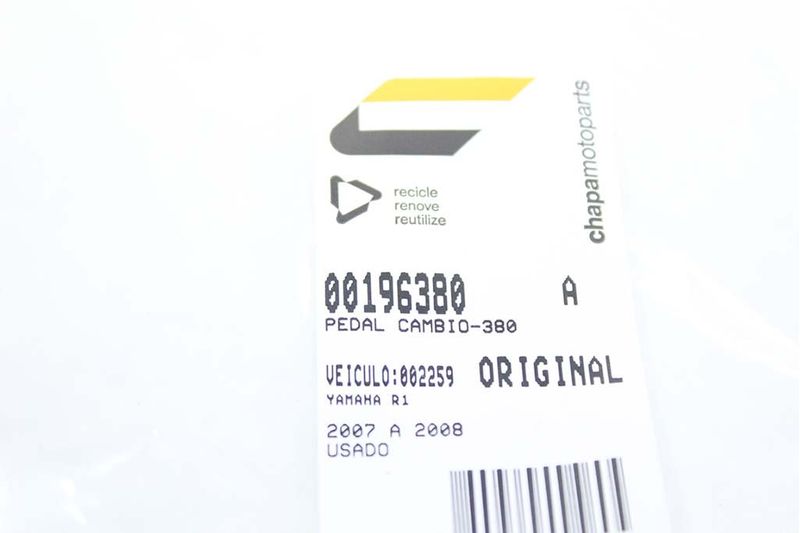 chapamotoparts
recicle
renove
reutilize
00196380 A
PEDAL CAMBIO-380
VEICULO:002259 ORIGINAL
YAMAHA R1
2007 A 2008
USADO